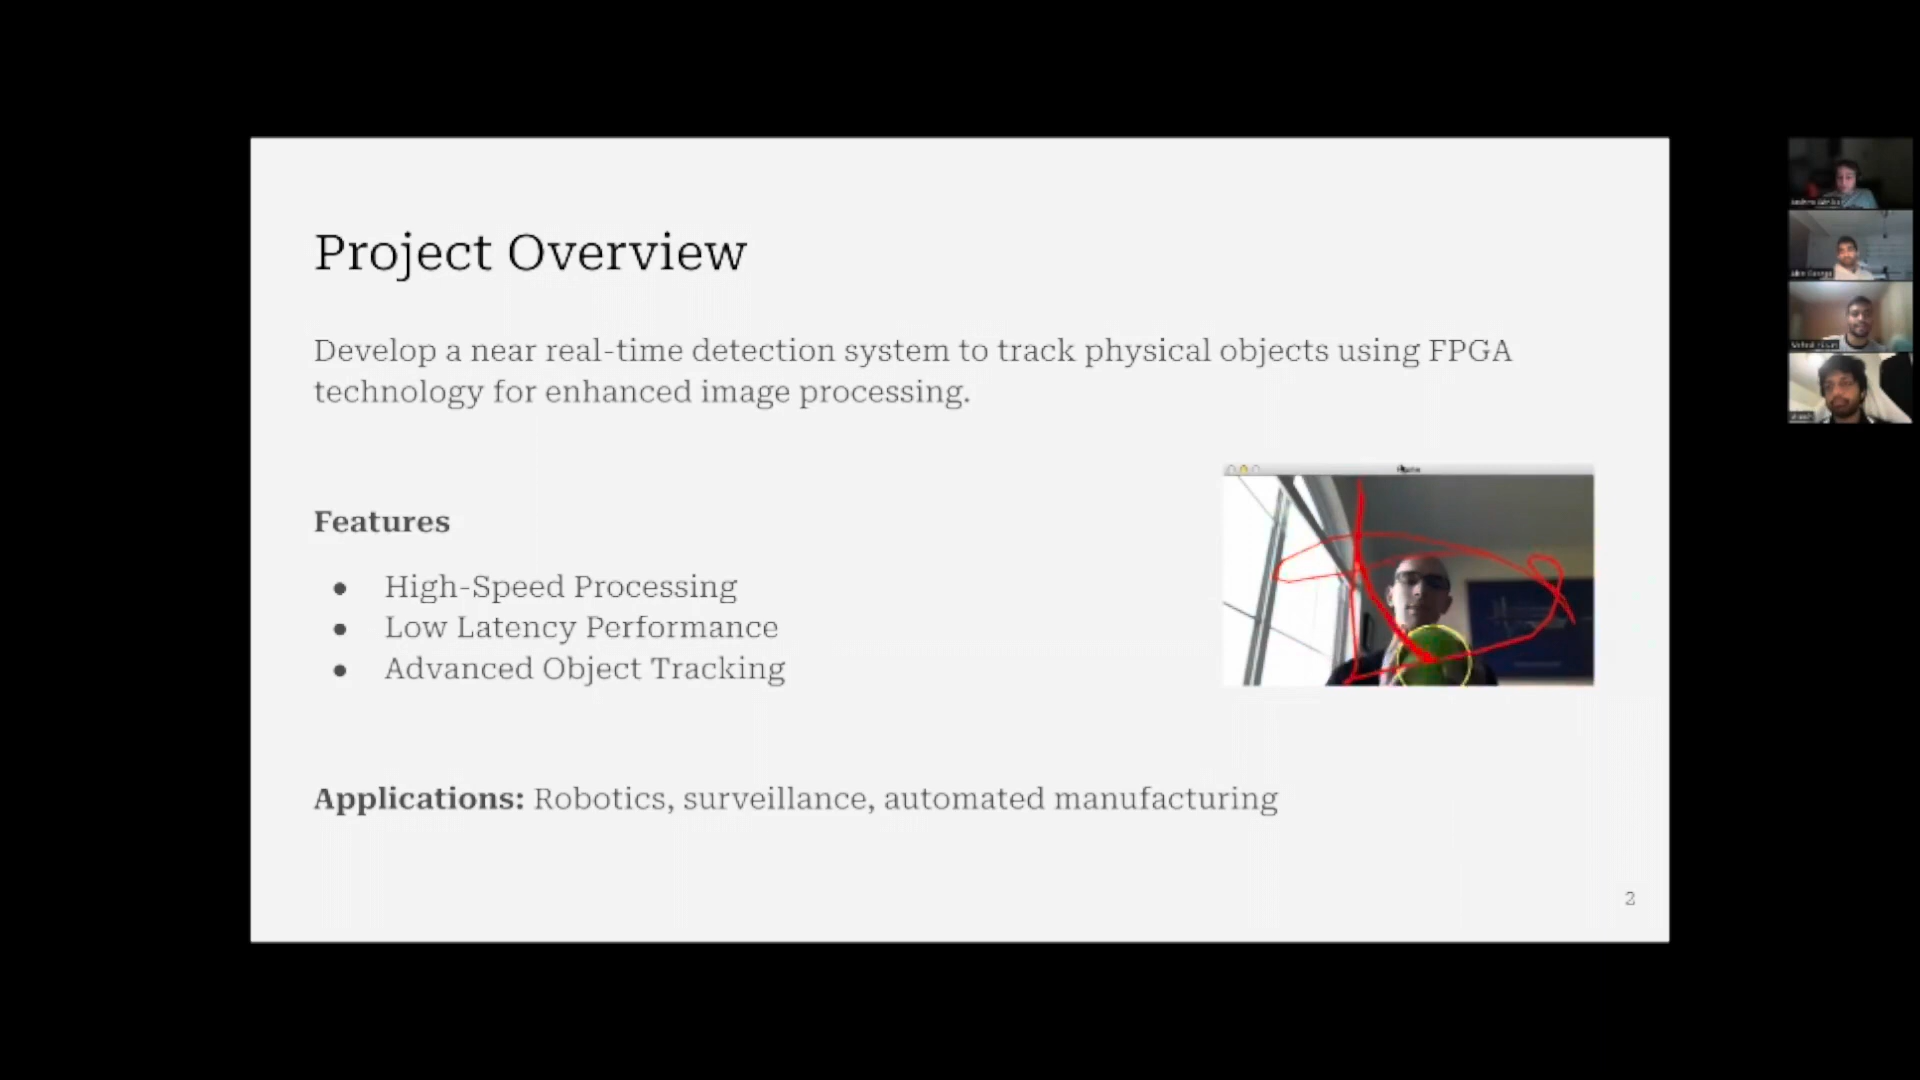 Project Overview
Develop a near real-time detection system to track physical objects using FPGA
technology for enhanced image processing.
Features
● High-Speed Processing
● Low Latency Performance
● Advanced Object Tracking
Applications: Robotics, surveillance, automated manufacturing
2